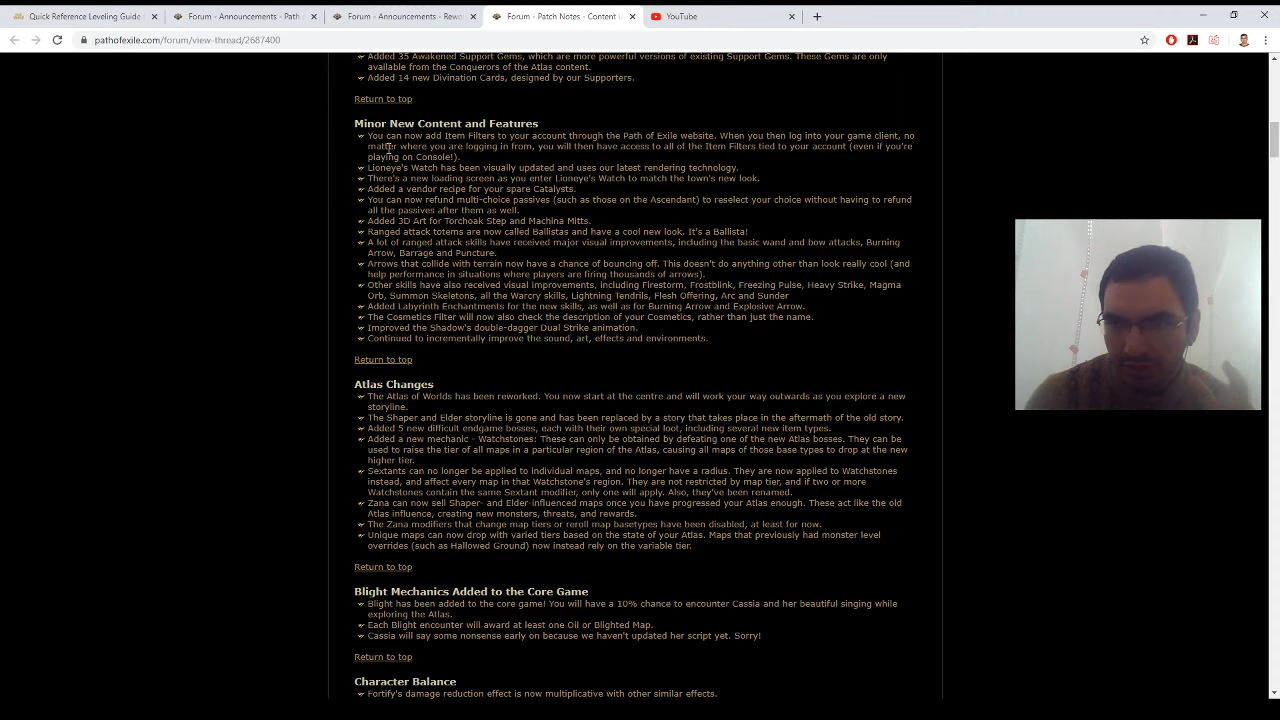 Quick Reference Leveling Guide
Forum - Announcements - Path
Forum - Announcements - Rewo
Forum - Patch Notes - Content
YouTube
pathofexile.com/forum/view-thread/2687400
Added 35 Awakened Support Gems, which are more powerful versions of existing Support Gems. These Gems are only
available from the Conquerors of the Atlas content.
Added 14 new Divination Cards, designed by our Supporters.
Return to top
Minor New Content and Features
You can now add Item Filters to your account through the Path of Exile website. When you then log into your game client, no
matter where you are logging in from, you will then have access to all of the Item Filters tied to your account (even if you're
playing on Console!).
Lioneye's Watch has been visually updated and uses our latest rendering technology.
There's a new loading screen as you enter Lioneye's Watch to match the town's new look.
Added a vendor recipe for your spare Catalysts.
You can now refund multi-choice passives (such as those on the Ascendant) to reselect your choice without having to refund
all the passives after them as well.
Added 3D Art for Torchoak Step and Machina Mitts.
Ranged attack totems are now called Ballistas and have a cool new look. It's a Ballista!
A lot of ranged attack skills have received major visual improvements, including the basic wand and bow attacks, Burning
Arrow, Barrage and Puncture.
Arrows that collide with terrain now have a chance of bouncing off. This doesn't do anything other than look really cool (and
help performance in situations where players are firing thousands of arrows).
Other skills have also received visual improvements, including Firestorm, Frostblink, Freezing Pulse, Heavy Strike, Magma
Orb, Summon Skeletons, all the Warcry skills, Lightning Tendrils, Flesh Offering, Arc and Sunder
Added Labyrinth Enchantments for the new skills, as well as for Burning Arrow and Explosive Arrow.
The Cosmetics Filter will now also check the description of your Cosmetics, rather than just the name.
Improved the Shadow's double-dagger Dual Strike animation.
Continued to incrementally improve the sound, art, effects and environments.
Return to top
Atlas Changes
The Atlas of Worlds has been reworked. You now start at the centre and will work your way outwards as you explore a new
storyline.
The Shaper and Elder storyline is gone and has been replaced by a story that takes place in the aftermath of the old story.
Added 5 new difficult endgame bosses, each with their own special loot, including several new item types.
Added a new mechanic - Watchstones: These can only be obtained by defeating one of the new Atlas bosses. They can be
used to raise the tier of all maps in a particular region of the Atlas, causing all maps of those base types to drop at the new
higher tier.
Sextants can no longer be applied to individual maps, and no longer have a radius. They are now applied to Watchstones
instead, and affect every map in that Watchstone's region. They are not restricted by map tier, and if two or more
Watchstones contain the same Sextant modifier, only one will apply. Also, they've been renamed.
Zana can now sell Shaper- and Elder-influenced maps once you have progressed your Atlas enough. These act like the old
Atlas influence, creating new monsters, threats, and rewards.
The Zana modifiers that change map tiers or reroll map basetypes have been disabled, at least for now.
Unique maps can now drop with varied tiers based on the state of your Atlas. Maps that previously had monster level
overrides (such as Hallowed Ground) now instead rely on the variable tier.
Return to top
Blight Mechanics Added to the Core Game
Blight has been added to the core game! You will have a 10% chance to encounter Cassia and her beautiful singing while
exploring the Atlas.
Each Blight encounter will award at least one Oil or Blighted Map.
Cassia will say some nonsense early on because we haven't updated her script yet. Sorry!
Return to top
Character Balance
Fortify's damage reduction effect is now multiplicative with other similar effects.